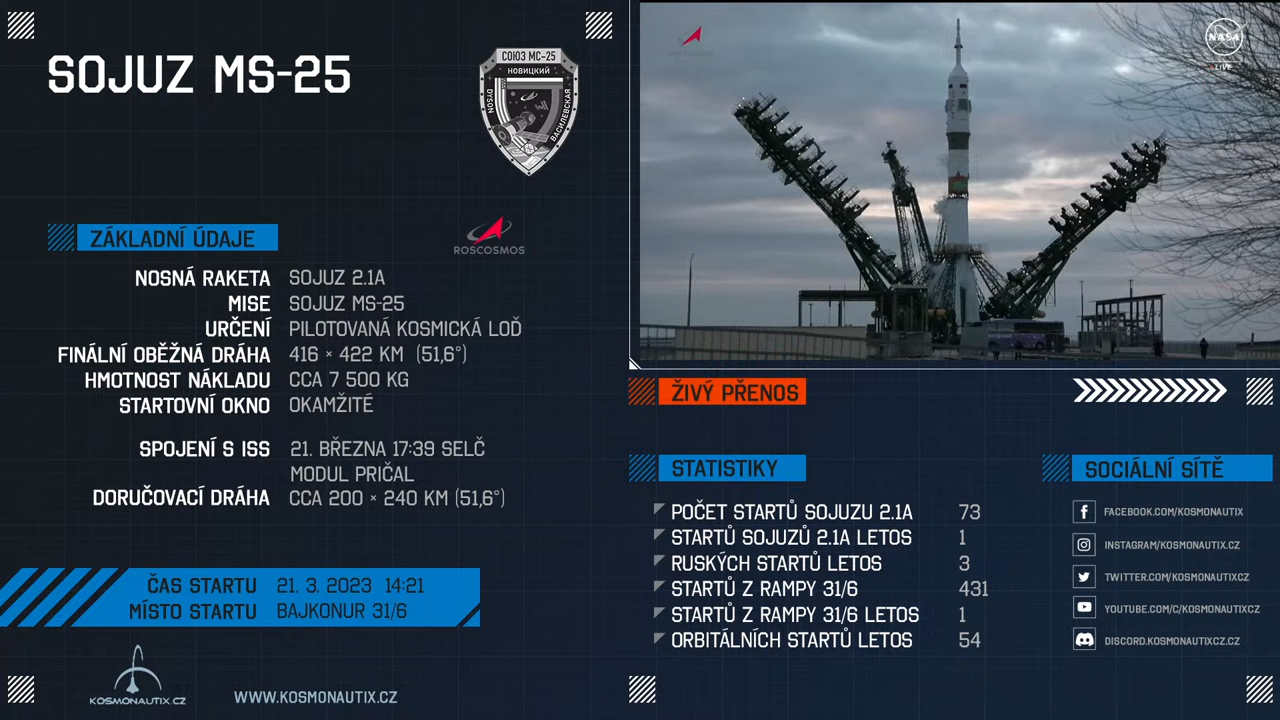 SOJUZ MS-25
СОЮЗ МС-25
НОВИЦКИЙ
DYSON
ВАСИЛЕВСКАЯ
ZÁKLADNÍ ÚDAJE
ROSCOSMOS
NOSNÁ RAKETA SOJUZ 2.1A
MISE SOJUZ MS-25
URČENÍ PILOTOVANÁ KOSMICKÁ LOĎ
FINÁLNÍ OBĚŽNÁ DRÁHA 416 × 422 KM (51,6°)
HMOTNOST NÁKLADU CCA 7 500 KG
STARTOVNÍ OKNO OKAMŽITÉ
SPOJENÍ S ISS 21. BŘEZNA 17:39 SELČ
MODUL PRIČAL
DORUČOVACÍ DRÁHA CCA 200 × 240 KM (51,6°)
ČAS STARTU 21. 3. 2023 14:21
MÍSTO STARTU BAJKONUR 31/6
KOSMONAUTIX.CZ
WWW.KOSMONAUTIX.CZ
NASA
LIVE
ŽIVÝ PŘENOS
STATISTIKY
POČET STARTŮ SOJUZU 2.1A 73
STARTŮ SOJUZŮ 2.1A LETOS 1
RUSKÝCH STARTŮ LETOS 3
STARTŮ Z RAMPY 31/6 431
STARTŮ Z RAMPY 31/6 LETOS 1
ORBITÁLNÍCH STARTŮ LETOS 54
SOCIÁLNÍ SÍTĚ
FACEBOOK.COM/KOSMONAUTIX
INSTAGRAM/KOSMONAUTIX.CZ
TWITTER.COM/KOSMONAUTIXCZ
YOUTUBE.COM/C/KOSMONAUTIXCZ
DISCORD.KOSMONAUTIXCZ.CZ